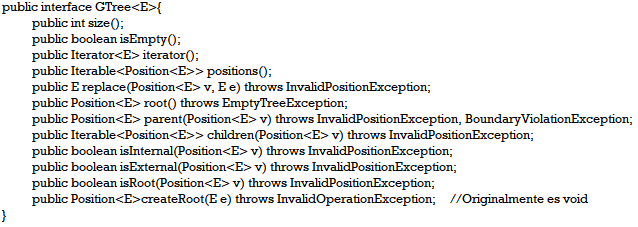 public interface GTree<E>{
public int size();
public boolean isEmpty();
public Iterator<E> iterator();
public Iterable<Position<E>> positions();
public E replace(Position<E> v, E e) throws InvalidPositionException;
public Position<E> root() throws EmptyTreeException;
public Position<E> parent(Position<E> v) throws InvalidPositionException, BoundaryViolationException;
public Iterable<Position<E>> children(Position<E> v) throws InvalidPositionException;
public boolean isInternal(Position<E> v) throws InvalidPositionException;
public boolean isExternal(Position<E> v) throws InvalidPositionException;
public boolean isRoot(Position<E> v) throws InvalidPositionException;
public Position<E>createRoot(E e) throws InvalidOperationException; //Originalmente es void
}